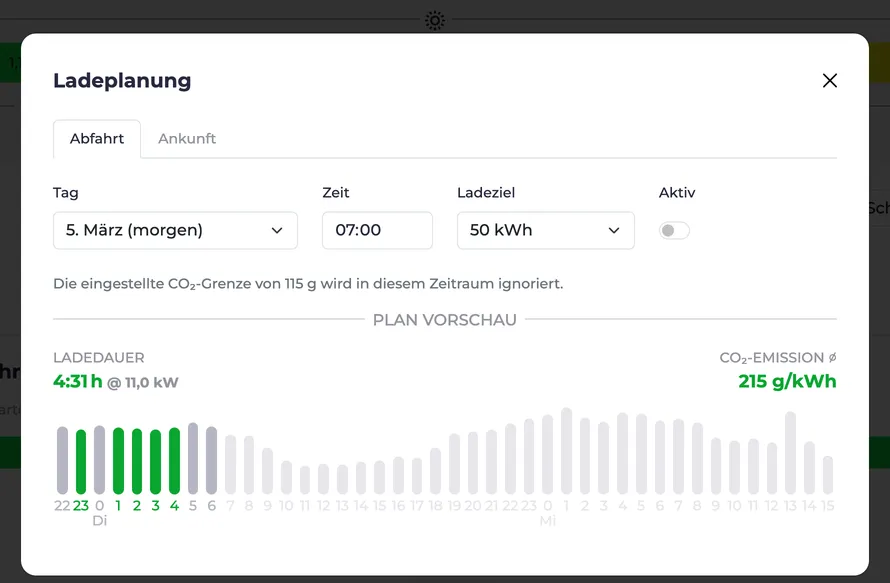 Ladeplanung
Abfahrt Ankunft
Tag Zeit Ladeziel Aktiv
5. März (morgen) 07:00 50 kWh
Die eingestellte CO₂-Grenze von 115 g wird in diesem Zeitraum ignoriert.
PLAN VORSCHAU
LADEDAUER CO₂-EMISSION ⌀
4:31 h @ 11,0 kW 215 g/kWh
22 23 0 1 2 3 4 5 6 7 8 9 10 11 12 13 14 15 16 17 18 19 20 21 22 23 0 1 2 3 4 5 6 7 8 9 10 11 12 13 14 15
Di Mi